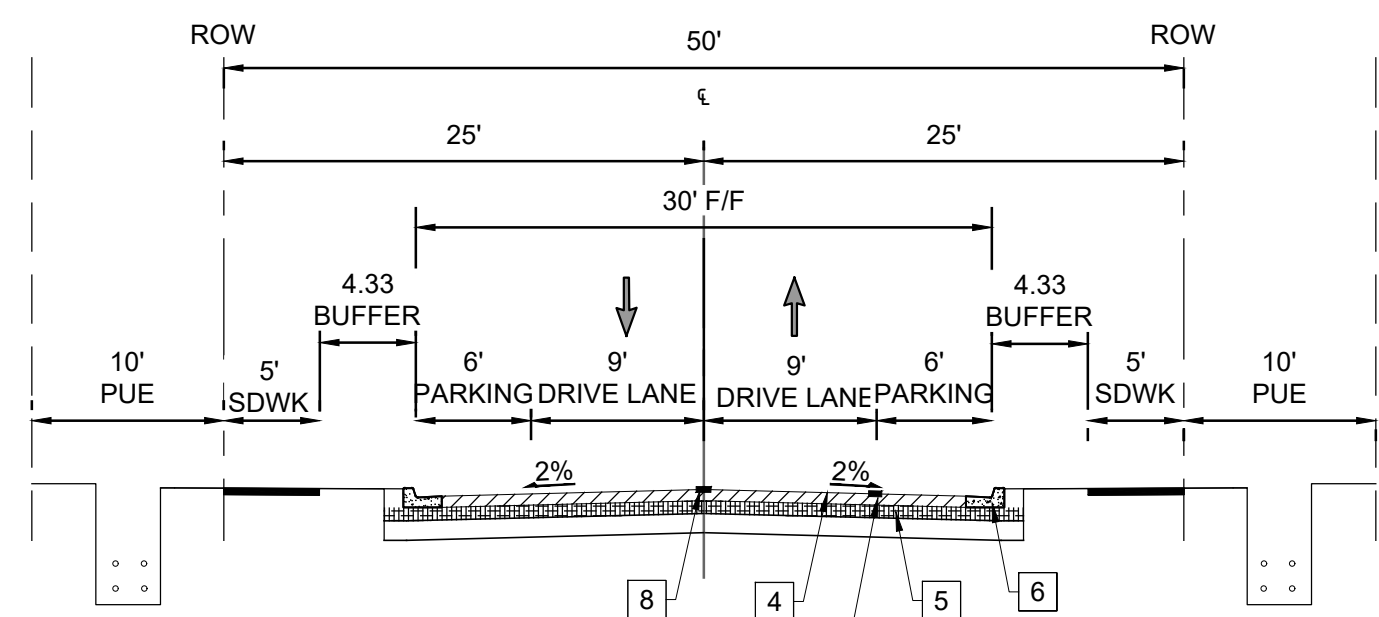 ROW
50'
ROW
℄
25'
25'
30' F/F
4.33
BUFFER
4.33
BUFFER
10'
PUE
5'
SDWK
6'
PARKING
9'
DRIVE LANE
9'
DRIVE LANE
6'
PARKING
5'
SDWK
10'
PUE
2%
2%
8
4
5
6